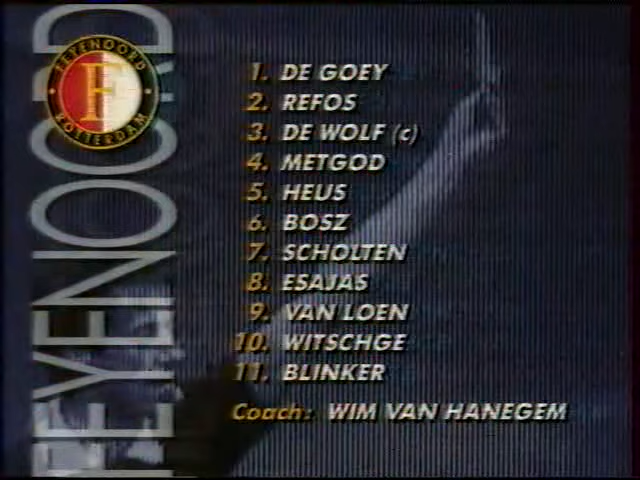 FEYENOORD
FEYENOORD
ROTTERDAM
F
1. DE GOEY
2. REFOS
3. DE WOLF (c)
4. METGOD
5. HEUS
6. BOSZ
7. SCHOLTEN
8. ESAJAS
9. VAN LOEN
10. WITSCHGE
11. BLINKER
Coach: WIM VAN HANEGEM